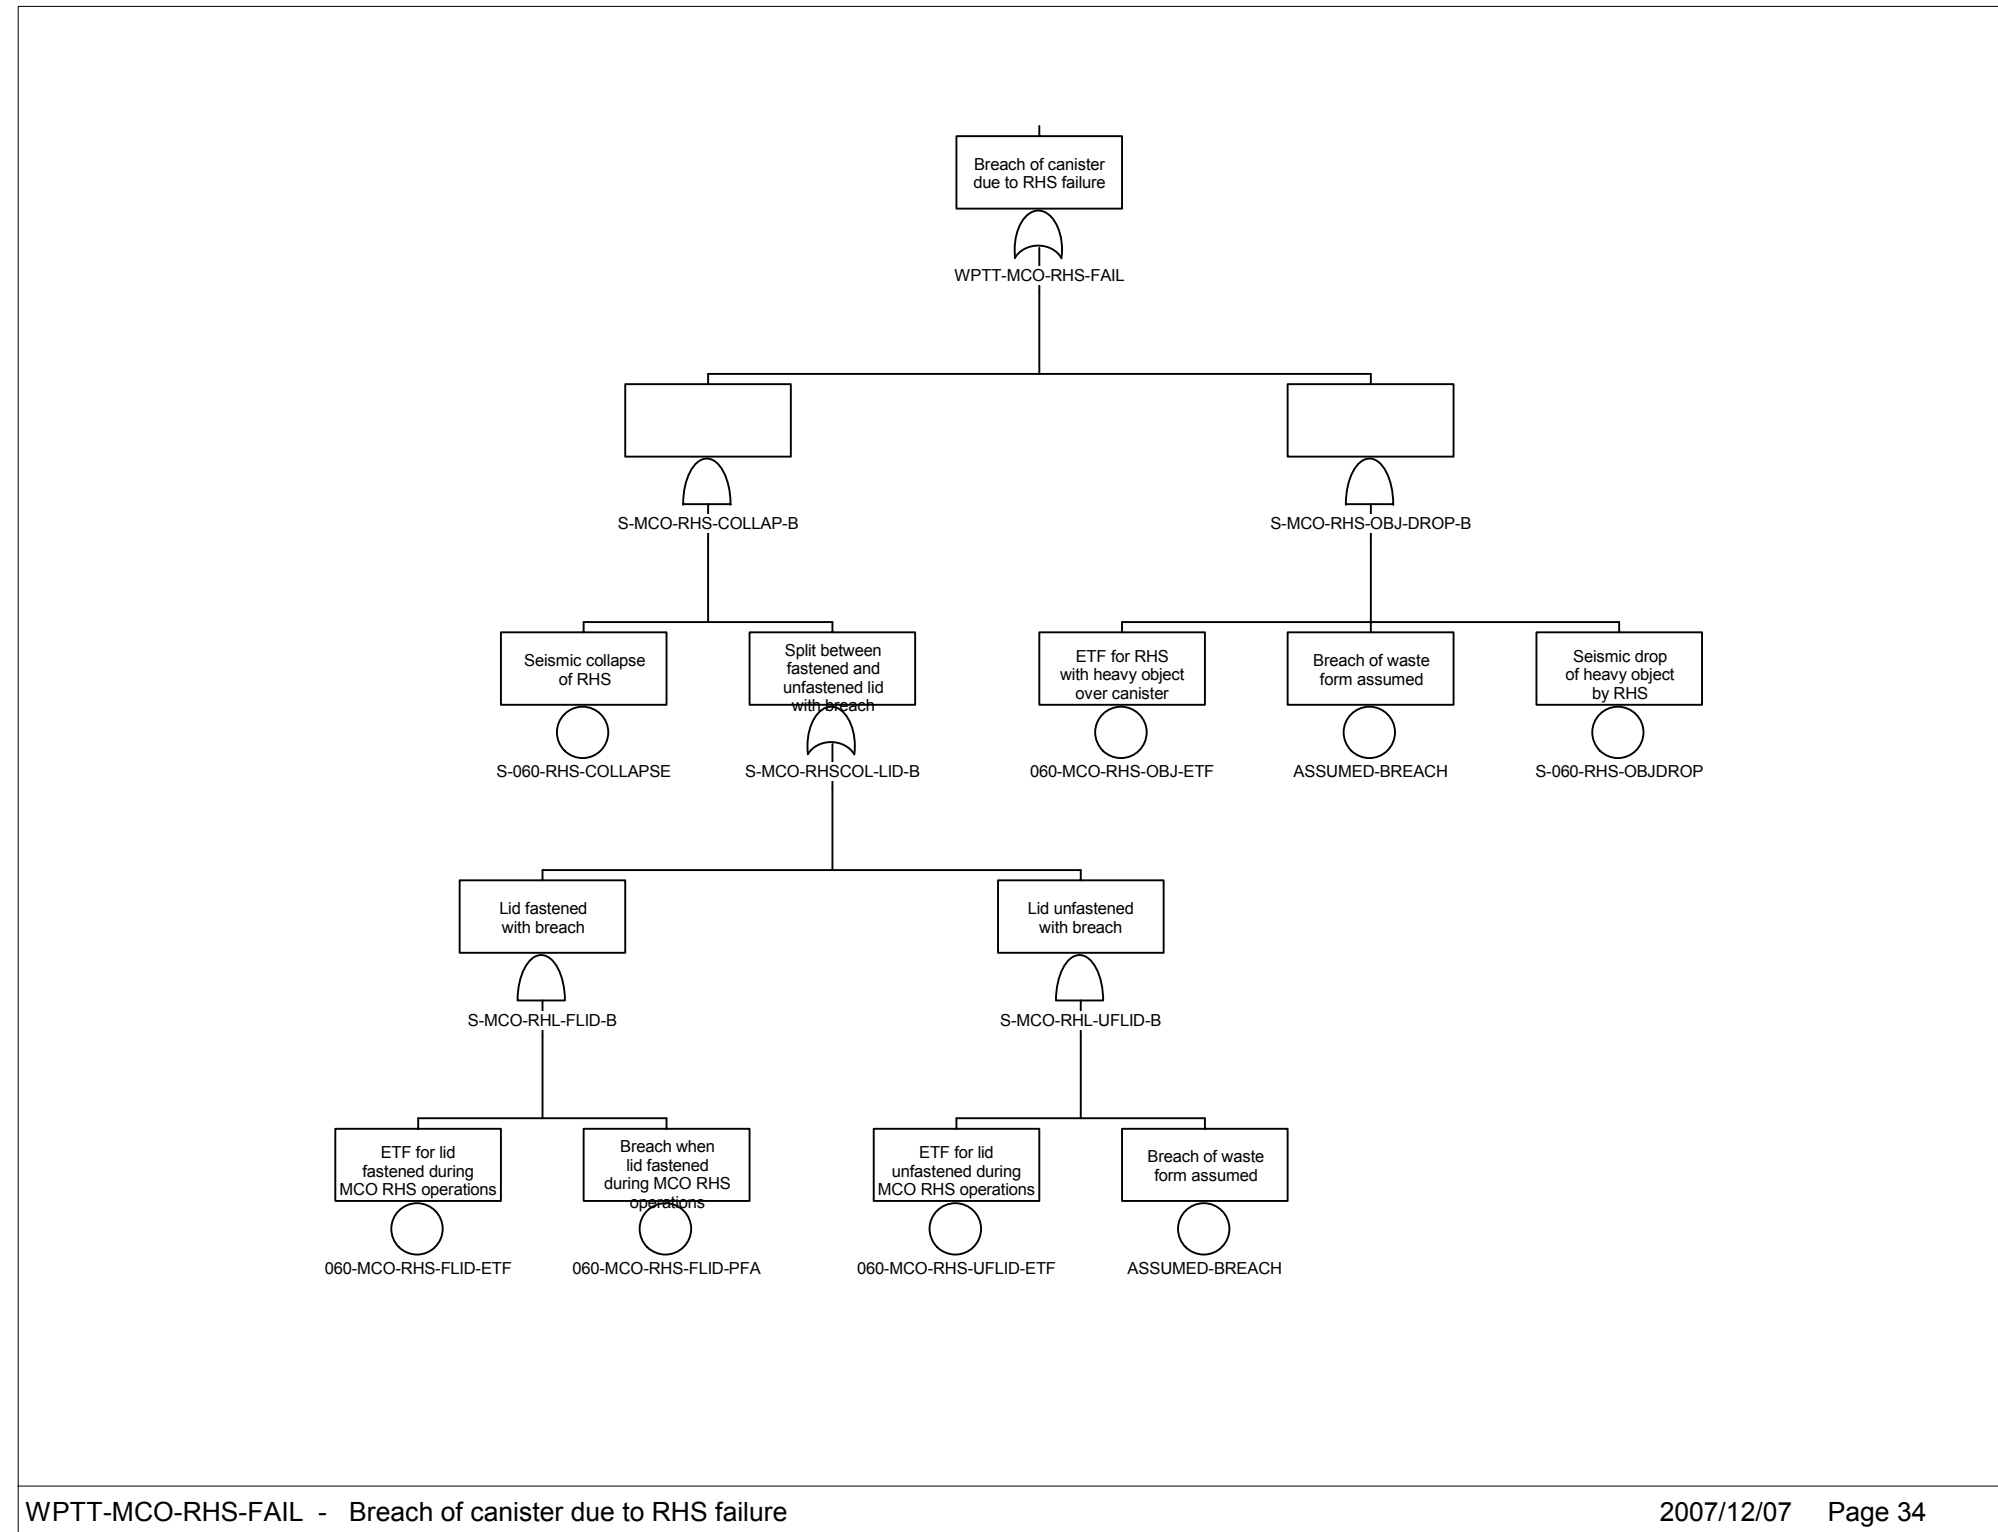 Breach of canister
due to RHS failure
WPTT-MCO-RHS-FAIL
S-MCO-RHS-COLLAP-B
S-MCO-RHS-OBJ-DROP-B
Seismic collapse
of RHS
S-060-RHS-COLLAPSE
Split between
fastened and
unfastened lid
with breach
S-MCO-RHSCOL-LID-B
ETF for RHS
with heavy object
over canister
060-MCO-RHS-OBJ-ETF
Breach of waste
form assumed
ASSUMED-BREACH
Seismic drop
of heavy object
by RHS
S-060-RHS-OBJDROP
Lid fastened
with breach
S-MCO-RHL-FLID-B
Lid unfastened
with breach
S-MCO-RHL-UFLID-B
ETF for lid
fastened during
MCO RHS operations
060-MCO-RHS-FLID-ETF
Breach when
lid fastened
during MCO RHS
operations
060-MCO-RHS-FLID-PFA
ETF for lid
unfastened during
MCO RHS operations
060-MCO-RHS-UFLID-ETF
Breach of waste
form assumed
ASSUMED-BREACH
WPTT-MCO-RHS-FAIL - Breach of canister due to RHS failure
2007/12/07 Page 34